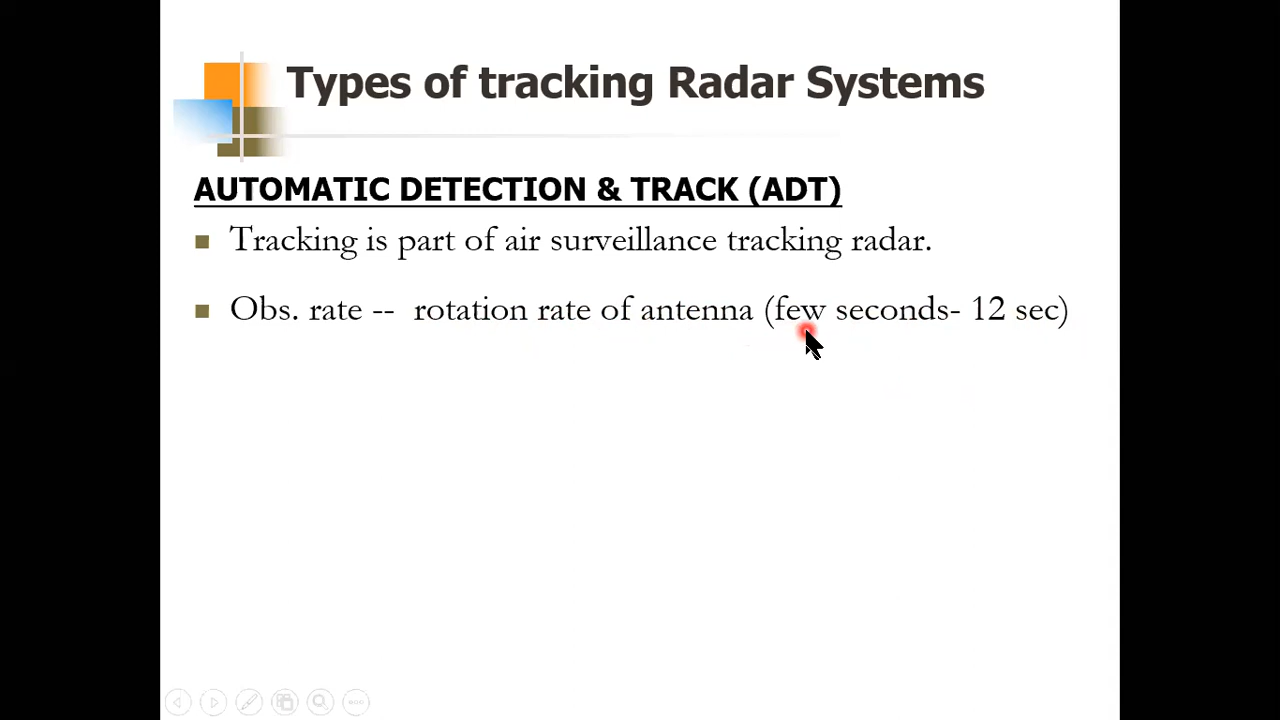 Types of tracking Radar Systems
AUTOMATIC DETECTION & TRACK (ADT)
Tracking is part of air surveillance tracking radar.
Obs. rate -- rotation rate of antenna (few seconds- 12 sec)